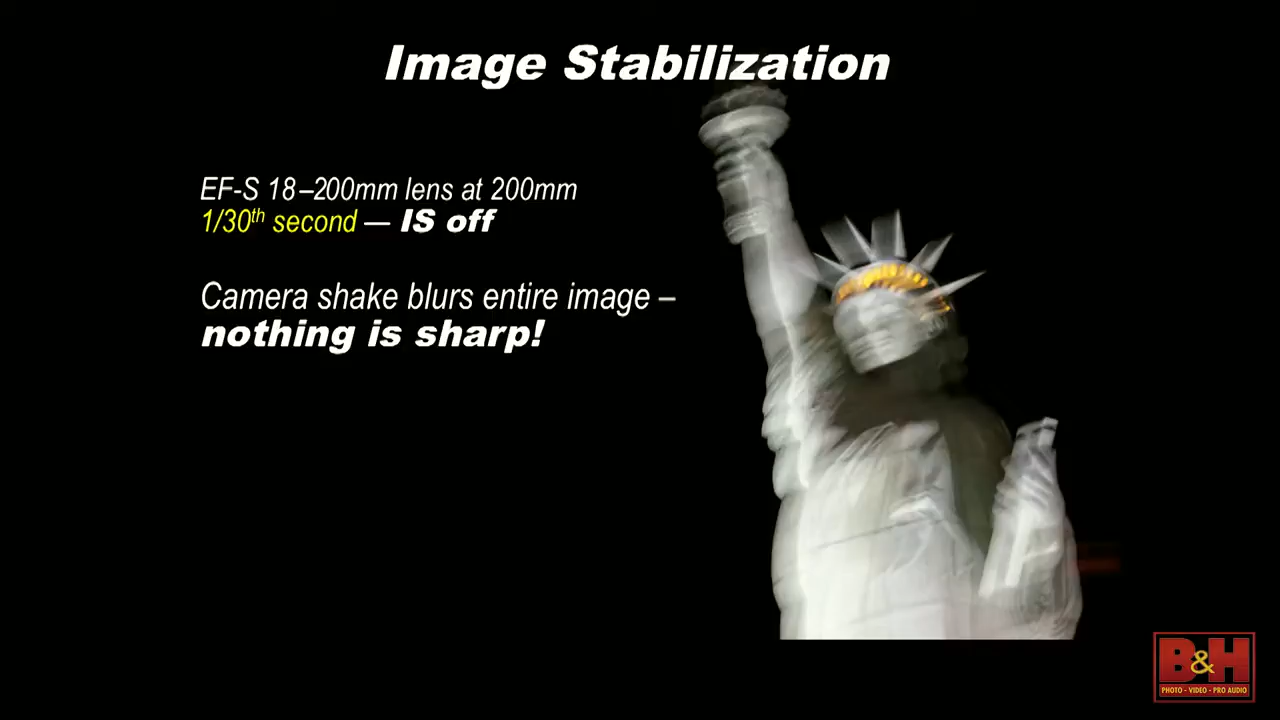 Image Stabilization
EF-S 18–200mm lens at 200mm
1/30th second — IS off
Camera shake blurs entire image –
nothing is sharp!
B&H
PHOTO - VIDEO - PRO AUDIO